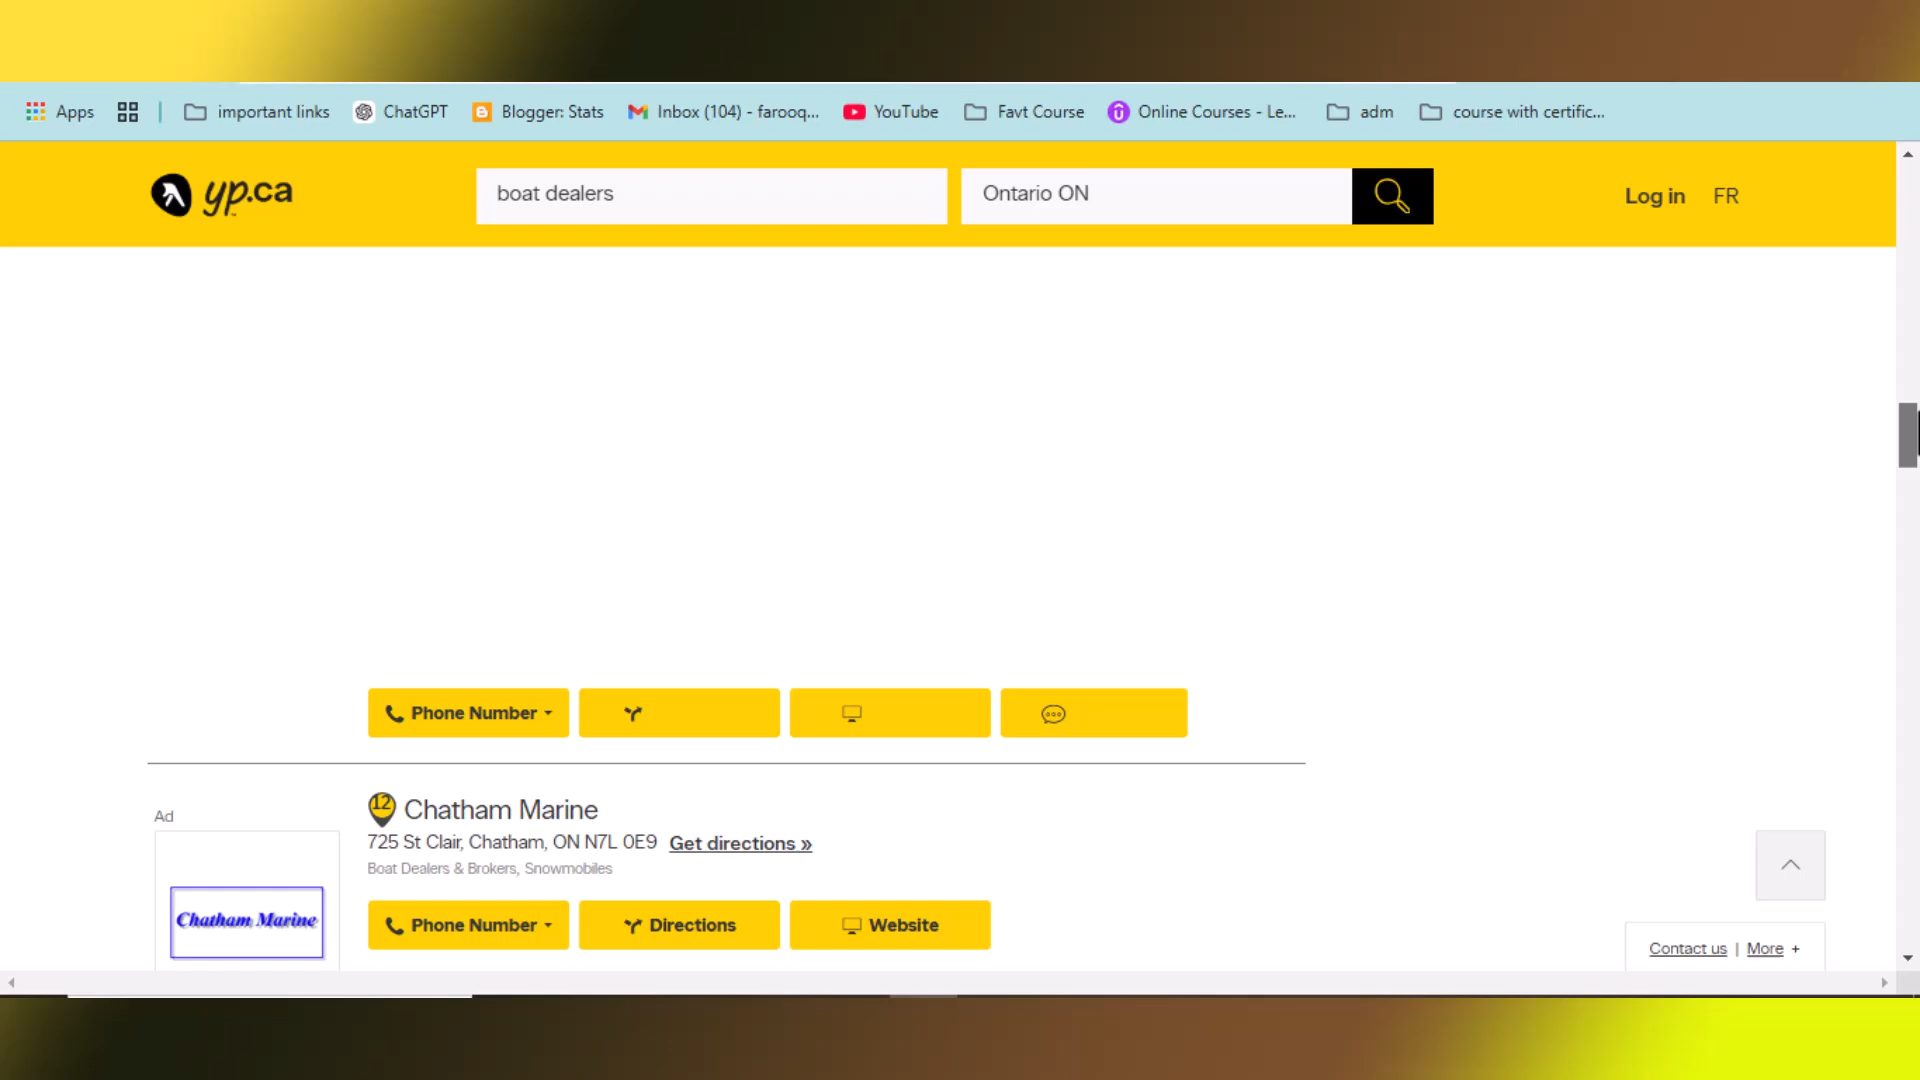 Apps important links ChatGPT Blogger: Stats Inbox (104) - farooq... YouTube Favt Course Online Courses - Le... adm course with certific...
yp.ca boat dealers Ontario ON Log in FR
Phone Number
12 Chatham Marine
Ad
725 St Clair, Chatham, ON N7L 0E9 Get directions »
Boat Dealers & Brokers, Snowmobiles
Chatham Marine
Phone Number Directions Website
Contact us | More +